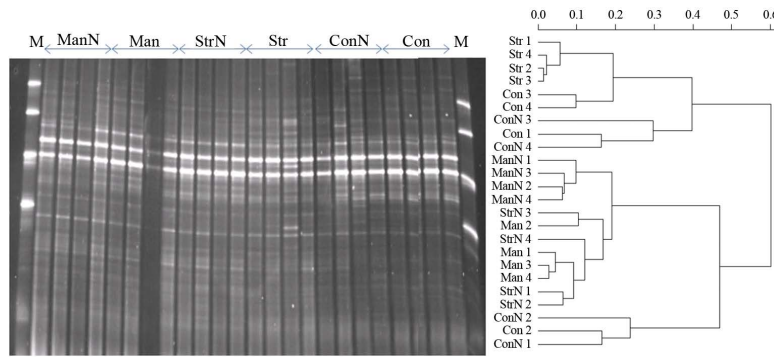 M ManN Man StrN Str ConN Con M
0.0 0.1 0.2 0.3 0.4 0.5 0.6
Str 1
Str 4
Str 2
Str 3
Con 3
Con 4
ConN 3
Con 1
ConN 4
ManN 1
ManN 3
ManN 2
ManN 4
StrN 3
Man 2
StrN 4
Man 1
Man 3
Man 4
StrN 1
StrN 2
ConN 2
Con 2
ConN 1